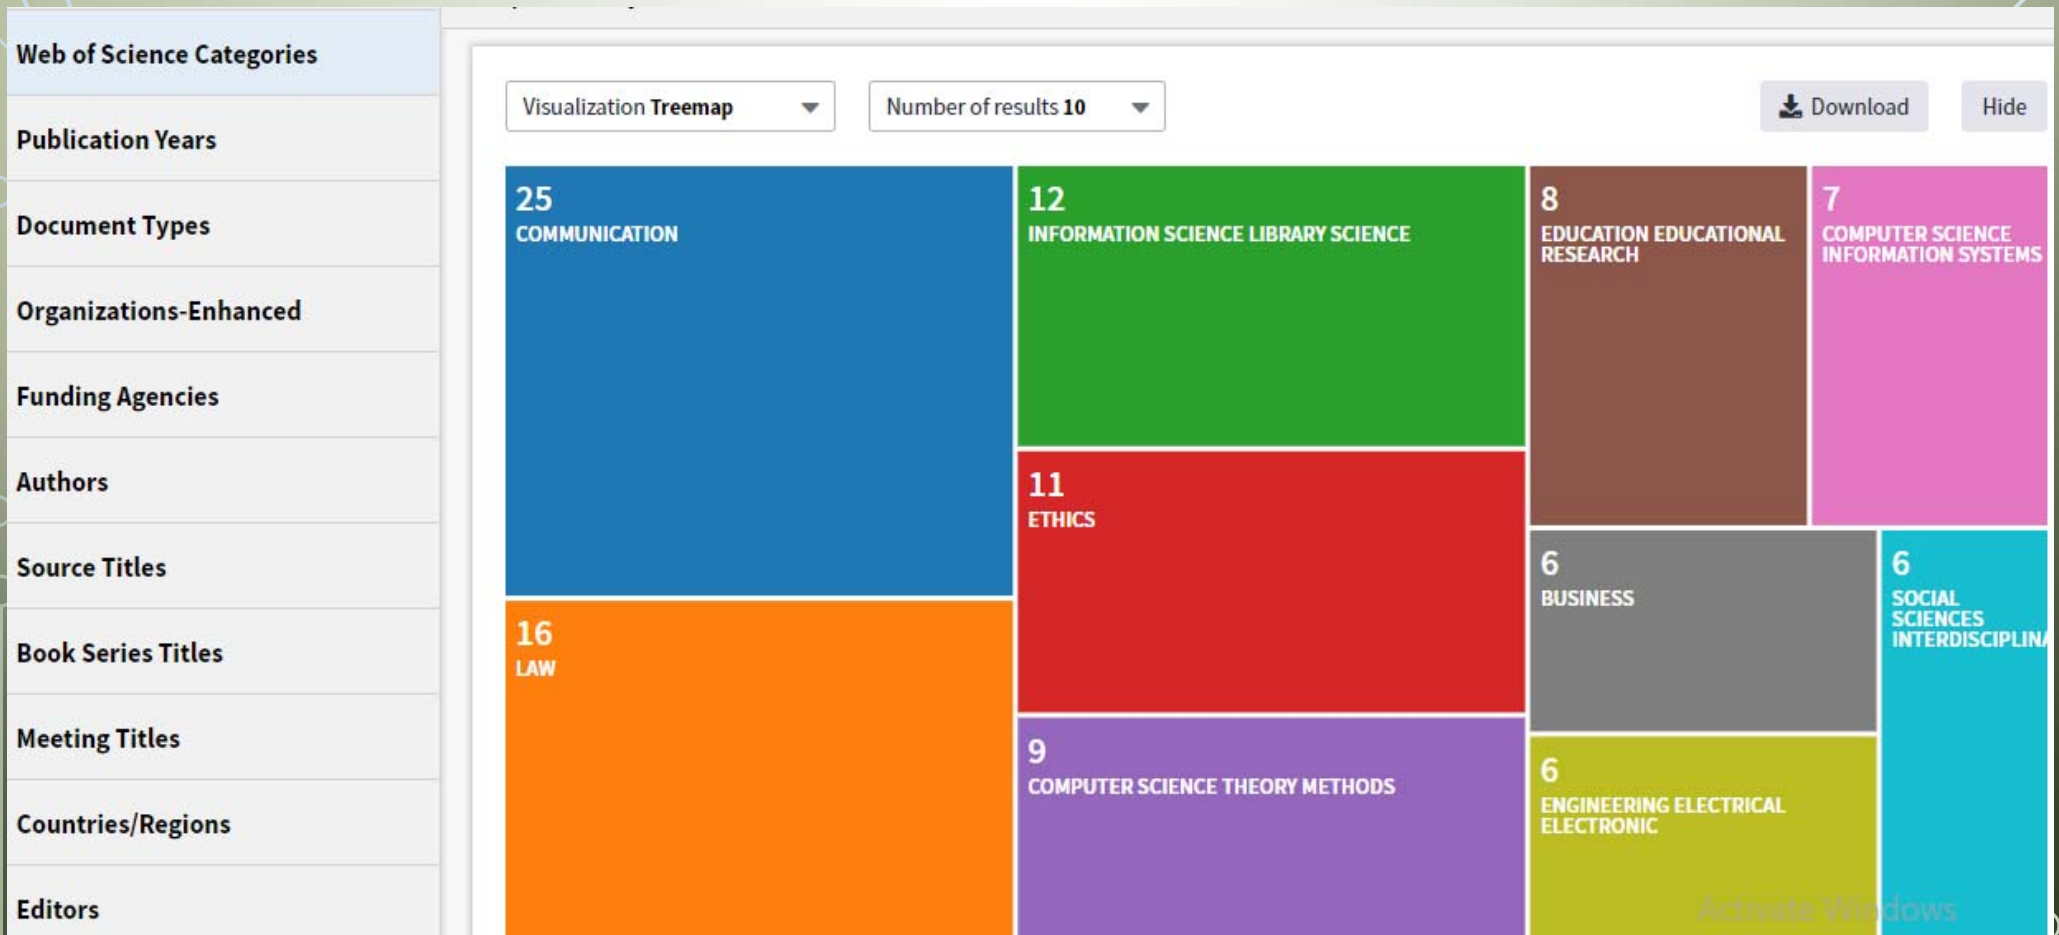 Web of Science Categories
Publication Years
Document Types
Organizations-Enhanced
Funding Agencies
Authors
Source Titles
Book Series Titles
Meeting Titles
Countries/Regions
Editors
Visualization Treemap
Number of results 10
Download
Hide
25
COMMUNICATION
16
LAW
12
INFORMATION SCIENCE LIBRARY SCIENCE
11
ETHICS
9
COMPUTER SCIENCE THEORY METHODS
8
EDUCATION EDUCATIONAL
RESEARCH
7
COMPUTER SCIENCE
INFORMATION SYSTEMS
6
BUSINESS
6
ENGINEERING ELECTRICAL
ELECTRONIC
6
SOCIAL
SCIENCES
INTERDISCIPLINA
Activate Windows